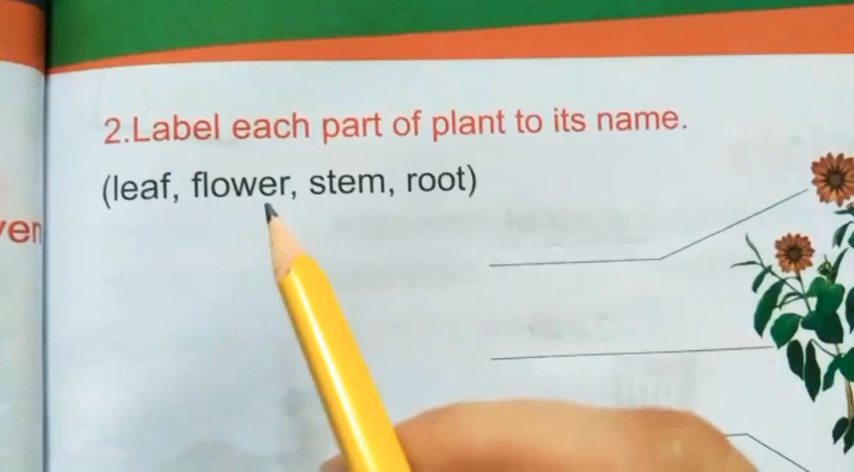 2.Label each part of plant to its name.
(leaf, flower, stem, root)